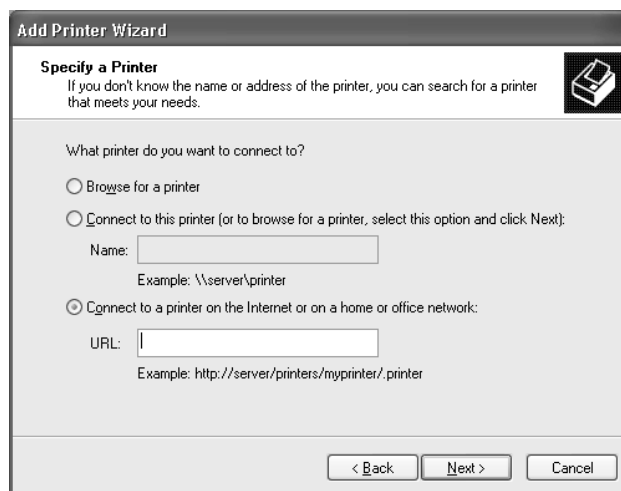 Add Printer Wizard
Specify a Printer
If you don't know the name or address of the printer, you can search for a printer
that meets your needs.
What printer do you want to connect to?
Browse for a printer
Connect to this printer (or to browse for a printer, select this option and click Next):
Name:
Example: \\server\printer
Connect to a printer on the Internet or on a home or office network:
URL:
Example: http://server/printers/myprinter/.printer
< Back Next > Cancel